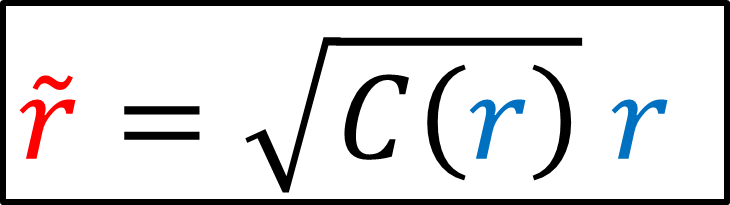 r̃ = √C(r) r